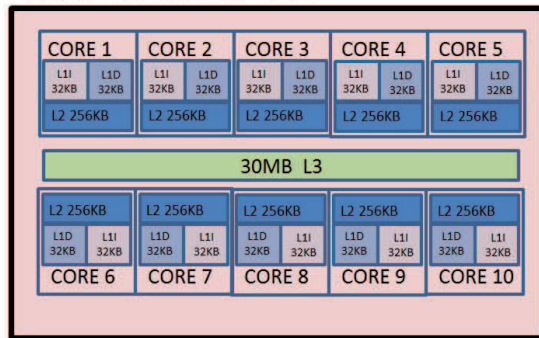 CORE 1 CORE 2 CORE 3 CORE 4 CORE 5
L1I L1D L1I L1D L1I L1D L1I L1D L1I L1D
32KB 32KB 32KB 32KB 32KB 32KB 32KB 32KB 32KB 32KB
L2 256KB L2 256KB L2 256KB L2 256KB L2 256KB
30MB L3
L2 256KB L2 256KB L2 256KB L2 256KB L2 256KB
L1D L1I L1D L1I L1D L1I L1D L1I L1D L1I
32KB 32KB 32KB 32KB 32KB 32KB 32KB 32KB 32KB 32KB
CORE 6 CORE 7 CORE 8 CORE 9 CORE 10